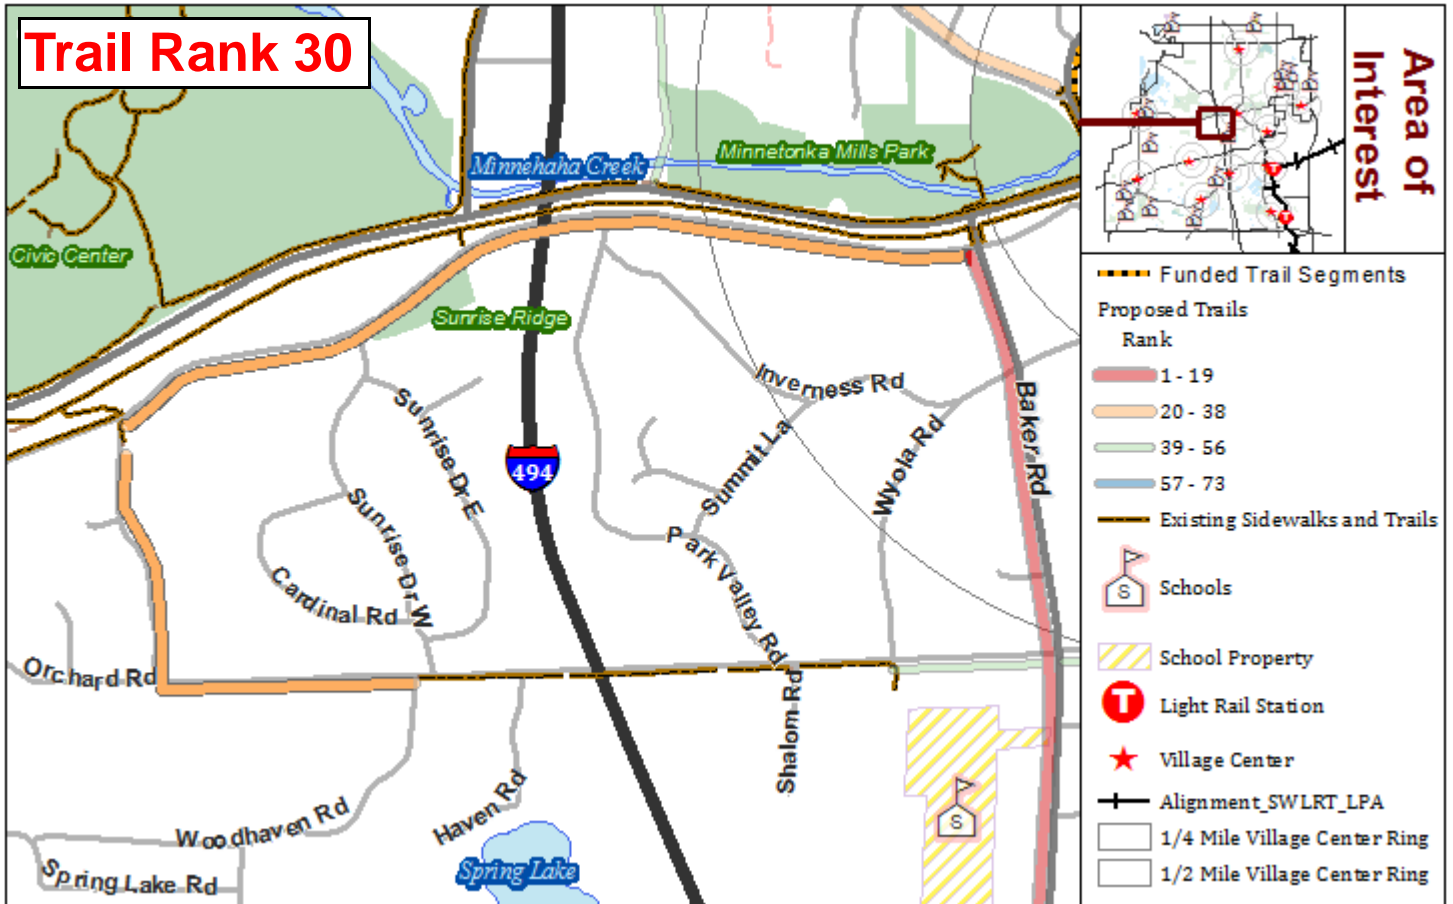 Trail Rank 30
Minnehaha Creek
Minnetonka Mills Park
Civic Center
Sunrise Ridge
Inverness Rd
Baker Rd
Sunrise Dr E
Summit La
Wyola Rd
494
Sunrise Dr W
Park Valley Rd
Cardinal Rd
Orchard Rd
Shalom Rd
Haven Rd
Woodhaven Rd
S
Spring Lake
Spring Lake Rd
Area of
Interest
T
T
Funded Trail Segments
Proposed Trails
Rank
1 - 19
20 - 38
39 - 56
57 - 73
Existing Sidewalks and Trails
S
Schools
School Property
T
Light Rail Station
Village Center
Alignment_SWLRT_LPA
1/4 Mile Village Center Ring
1/2 Mile Village Center Ring